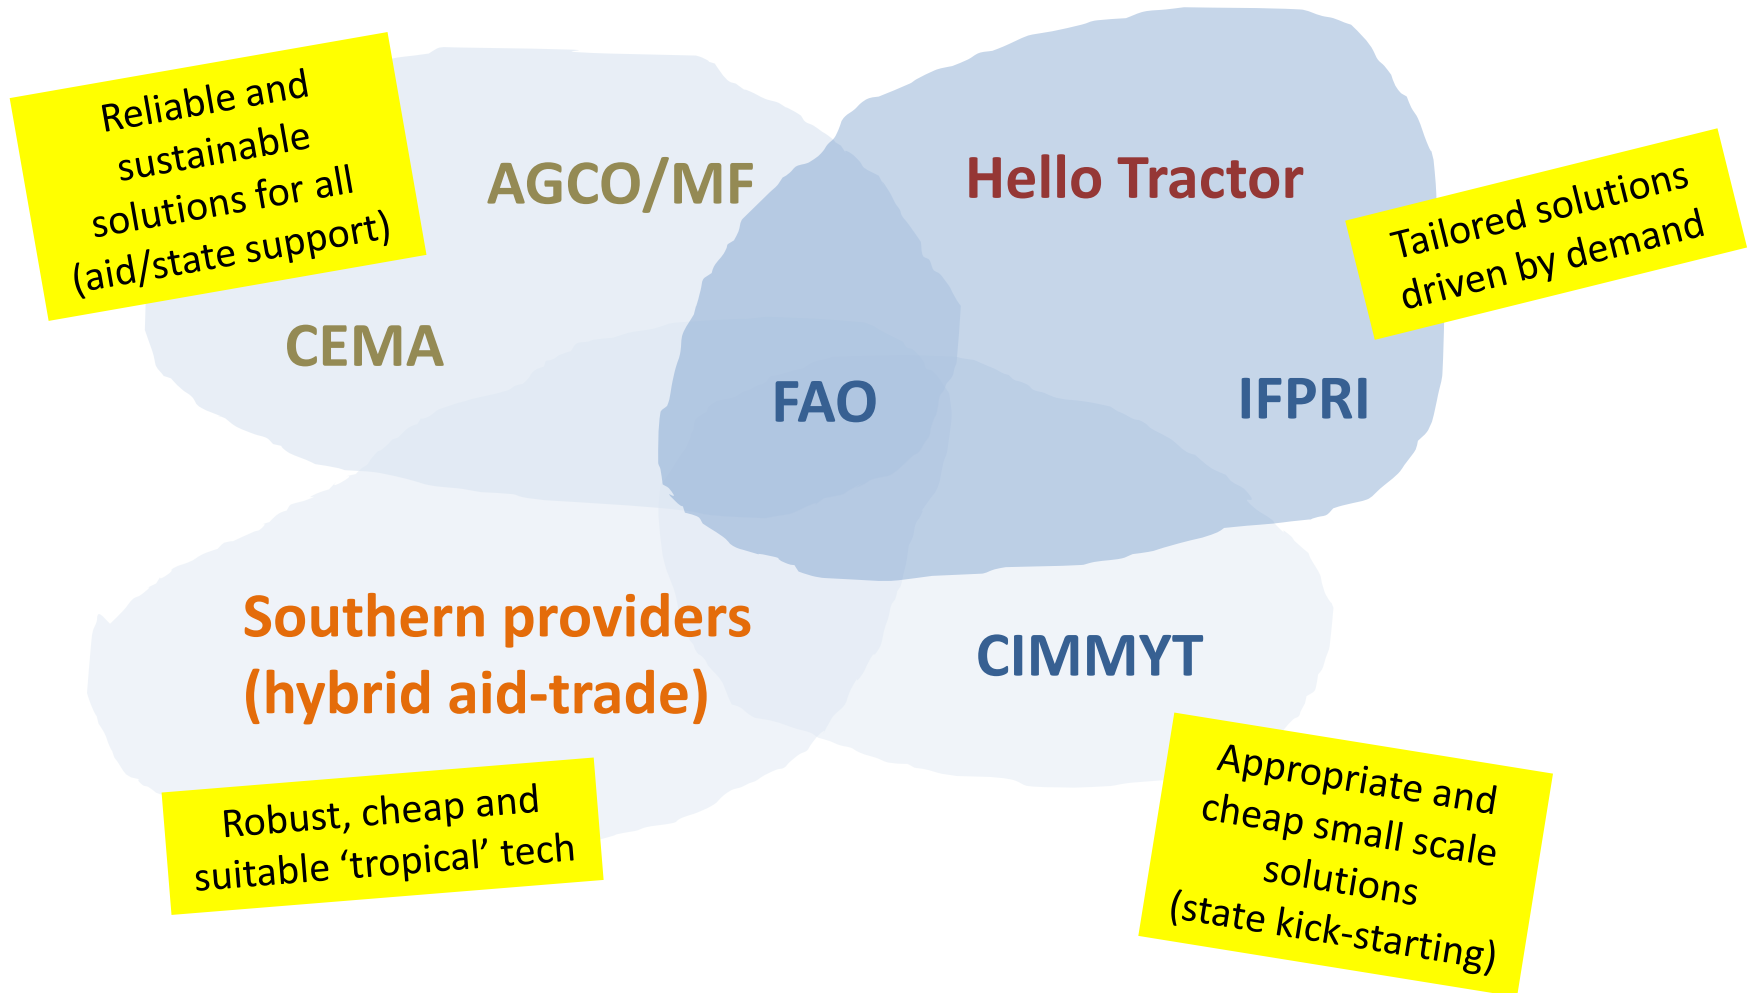 Reliable and
sustainable
solutions for all
(aid/state support)
AGCO/MF
Hello Tractor
Tailored solutions
driven by demand
CEMA
FAO
IFPRI
Southern providers
(hybrid aid-trade)
CIMMYT
Robust, cheap and
suitable ‘tropical’ tech
Appropriate and
cheap small scale
solutions
(state kick-starting)